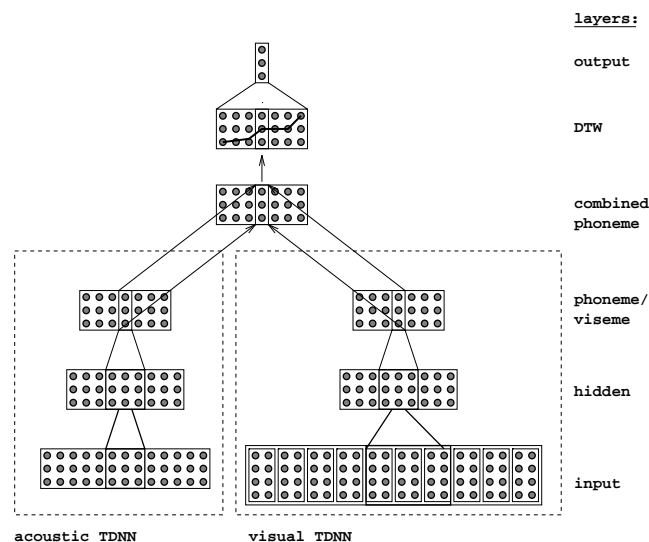 layers:
output
DTW
combined
phoneme
phoneme/
viseme
hidden
input
acoustic TDNN
visual TDNN